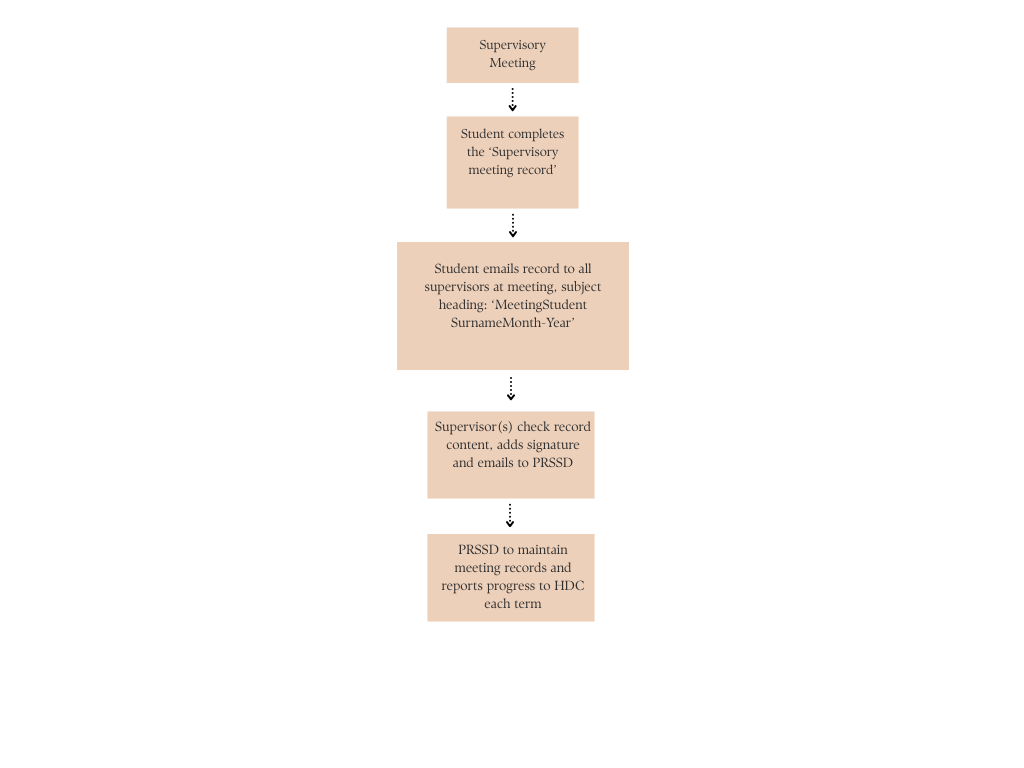 Supervisory
Meeting
Student completes
the ‘Supervisory
meeting record’
Student emails record to all
supervisors at meeting, subject
heading: ‘MeetingStudent
SurnameMonth-Year’
Supervisor(s) check record
content, adds signature
and emails to PRSSD
PRSSD to maintain
meeting records and
reports progress to HDC
each term